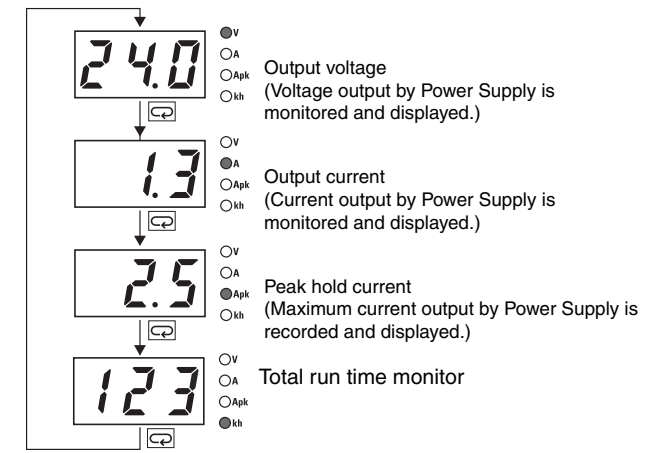 24.0
V
A
Apk
kh
Output voltage
(Voltage output by Power Supply is
monitored and displayed.)
1.3
V
A
Apk
kh
Output current
(Current output by Power Supply is
monitored and displayed.)
2.5
V
A
Apk
kh
Peak hold current
(Maximum current output by Power Supply is
recorded and displayed.)
123
V
A
Apk
kh
Total run time monitor